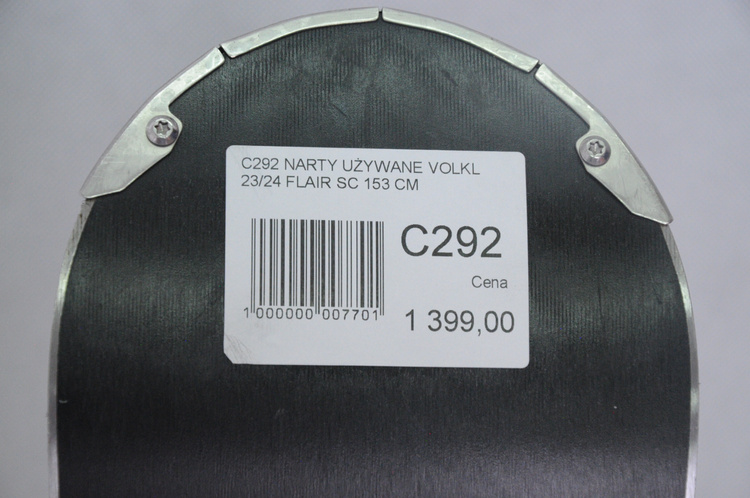 C292 NARTY UŻYWANE VOLKL
23/24 FLAIR SC 153 CM
C292
Cena
1 000000 007701
1 399,00